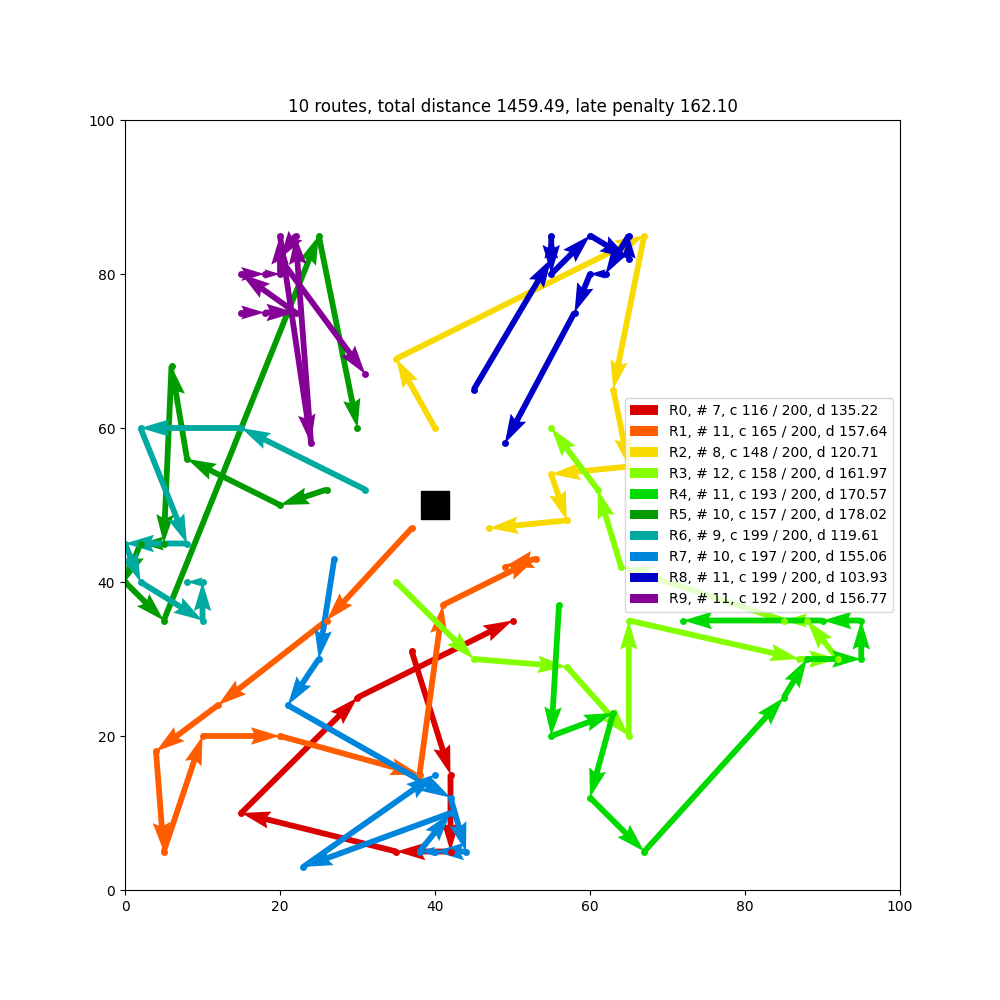 10 routes, total distance 1459.49, late penalty 162.10
100
80
60
40
20
0
0 20 40 60 80 100
R0, # 7, c 116 / 200, d 135.22
R1, # 11, c 165 / 200, d 157.64
R2, # 8, c 148 / 200, d 120.71
R3, # 12, c 158 / 200, d 161.97
R4, # 11, c 193 / 200, d 170.57
R5, # 10, c 157 / 200, d 178.02
R6, # 9, c 199 / 200, d 119.61
R7, # 10, c 197 / 200, d 155.06
R8, # 11, c 199 / 200, d 103.93
R9, # 11, c 192 / 200, d 156.77